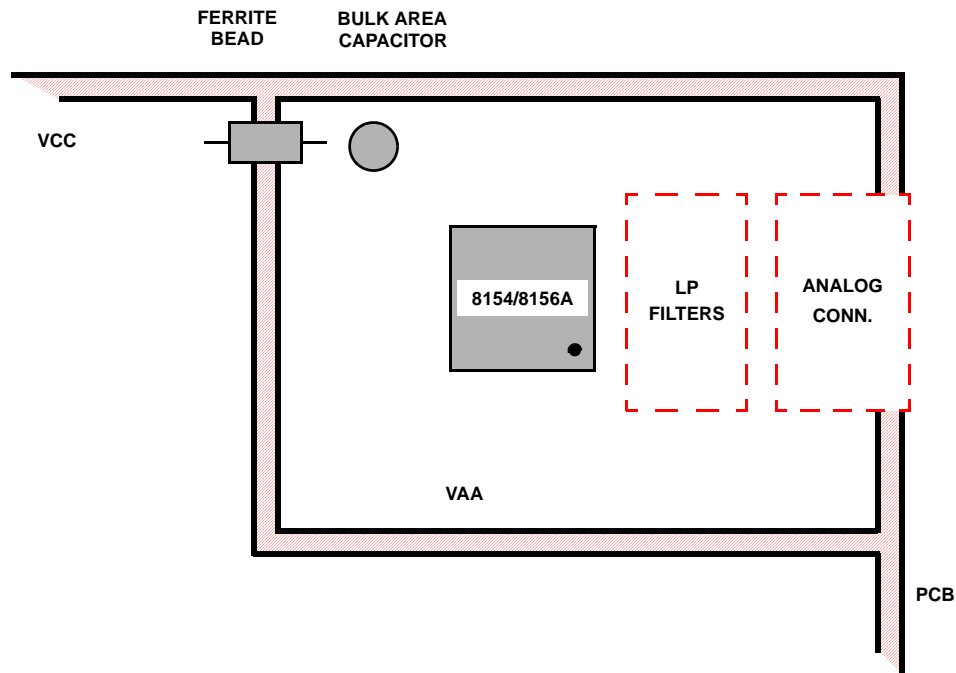 FERRITE
BEAD
BULK AREA
CAPACITOR
VCC
8154/8156A
LP
FILTERS
ANALOG
CONN.
VAA
PCB